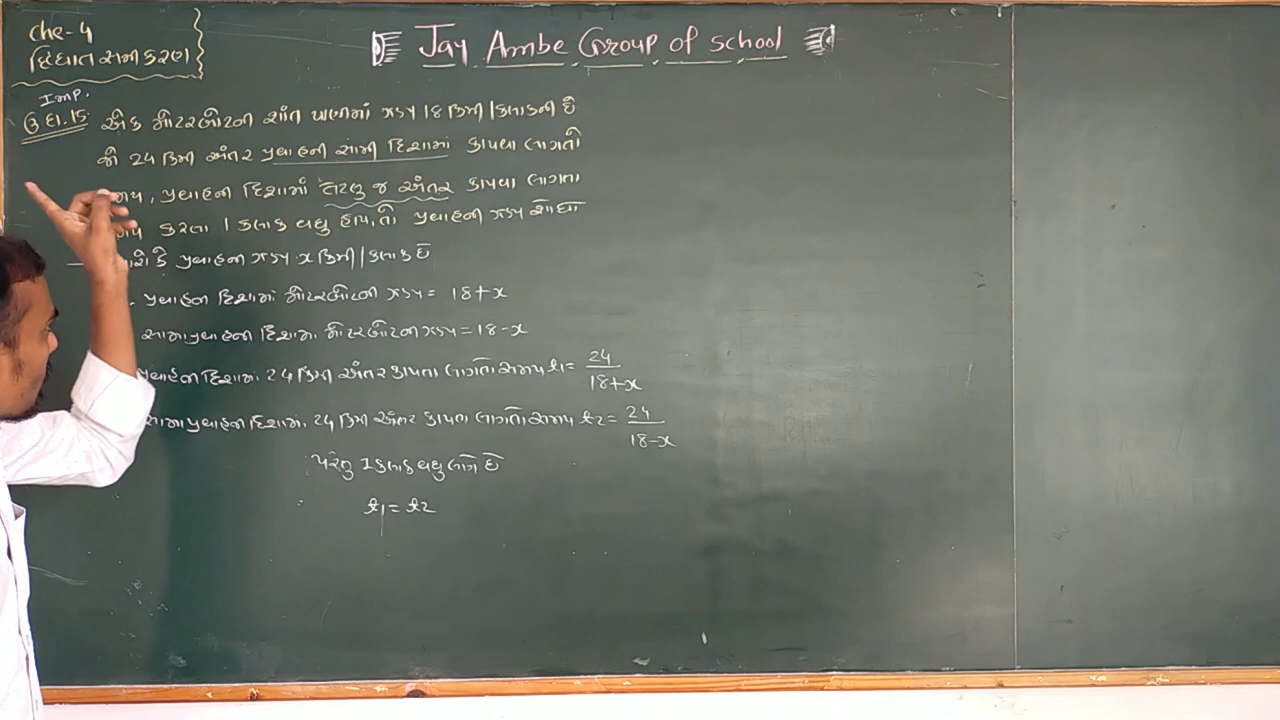 Che-4
દ્વિઘાત સમીકરણ
Jay Ambe Group of school
Imp.
ઉદા.15 એક મોટરબોટની શાંત પાણીમાં ઝડપ 18 કિમી/કલાકની છે
જો 24 કિમી અંતર પ્રવાહની સામી દિશામાં કાપવા લાગતો
પ્રવાહની દિશામાં તેટલુ જ અંતર કાપવા લાગતા
કરતા 1 કલાક વધુ હોય, તો પ્રવાહની ઝડપ શોધો
કે પ્રવાહની ઝડપ x કિમી/કલાક છે
પ્રવાહની દિશામાં મોટરબોટની ઝડપ = 18+x
સામા પ્રવાહની દિશામાં મોટરબોટની ઝડપ = 18-x
પ્રવાહની દિશામાં 24 કિમી અંતર કાપતા લાગતો સમય t1 = 24/18+x
સામા પ્રવાહની દિશામાં 24 કિમી અંતર કાપતા લાગતો સમય t2 = 24/18-x
પરંતુ 1 કલાક વધુ લાગે છે
t1 = t2